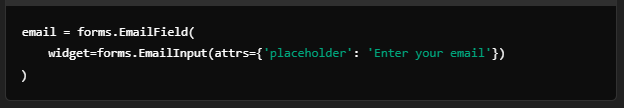 email = forms.EmailField(
    widget=forms.EmailInput(attrs={'placeholder': 'Enter your email'})
)